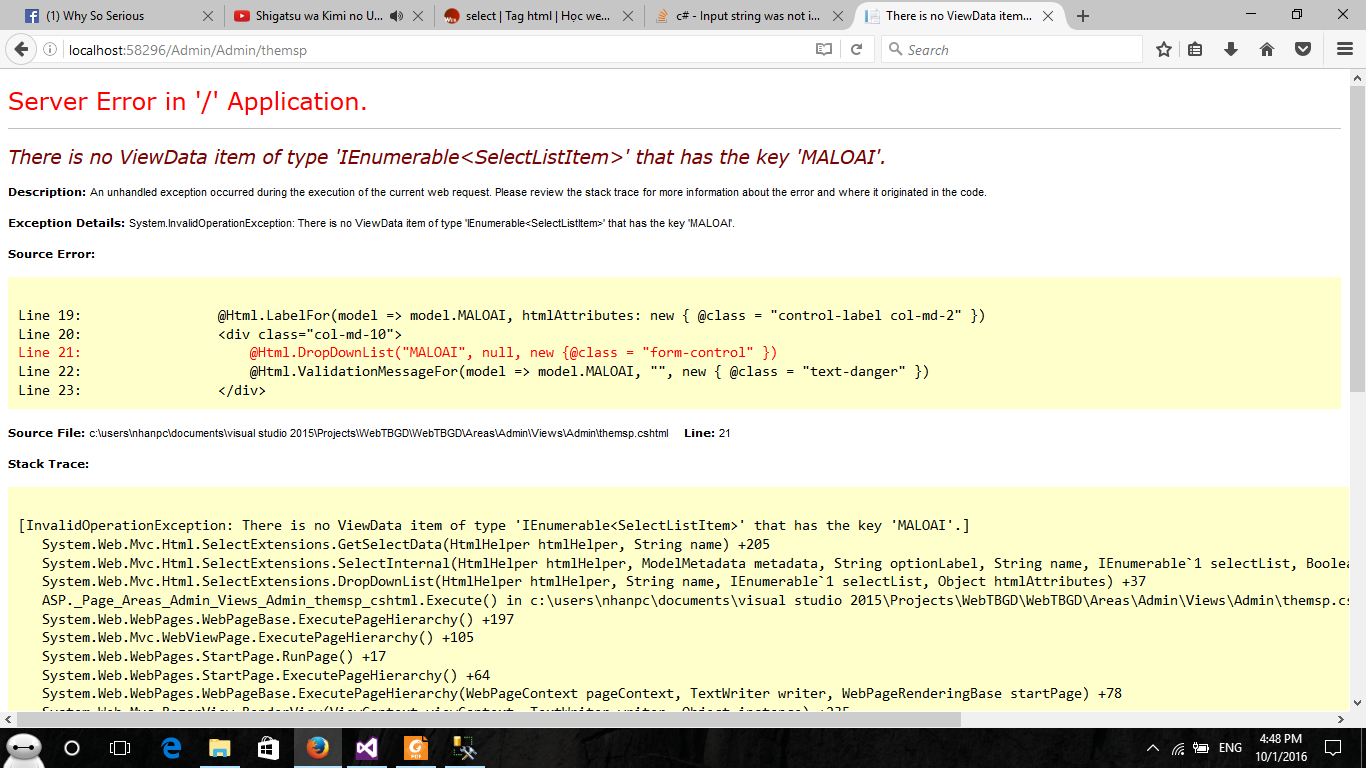 (1) Why So Serious
Shigatsu wa Kimi no U...
select | Tag html | Học we...
c# - Input string was not i...
There is no ViewData item...
localhost:58296/Admin/Admin/themsp
Search
Server Error in '/' Application.
There is no ViewData item of type 'IEnumerable<SelectListItem>' that has the key 'MALOAI'.
Description: An unhandled exception occurred during the execution of the current web request. Please review the stack trace for more information about the error and where it originated in the code.
Exception Details: System.InvalidOperationException: There is no ViewData item of type 'IEnumerable<SelectListItem>' that has the key 'MALOAI'.
Source Error:
Line 19: @Html.LabelFor(model => model.MALOAI, htmlAttributes: new { @class = "control-label col-md-2" })
Line 20: <div class="col-md-10">
Line 21: @Html.DropDownList("MALOAI", null, new {@class = "form-control" })
Line 22: @Html.ValidationMessageFor(model => model.MALOAI, "", new { @class = "text-danger" })
Line 23: </div>
Source File: c:\users\nhanpc\documents\visual studio 2015\Projects\WebTBGD\WebTBGD\Areas\Admin\Views\Admin\themsp.cshtml Line: 21
Stack Trace:
[InvalidOperationException: There is no ViewData item of type 'IEnumerable<SelectListItem>' that has the key 'MALOAI'.]
System.Web.Mvc.Html.SelectExtensions.GetSelectData(HtmlHelper htmlHelper, String name) +205
System.Web.Mvc.Html.SelectExtensions.SelectInternal(HtmlHelper htmlHelper, ModelMetadata metadata, String optionLabel, String name, IEnumerable`1 selectList, Boolea
System.Web.Mvc.Html.SelectExtensions.DropDownList(HtmlHelper htmlHelper, String name, IEnumerable`1 selectList, Object htmlAttributes) +37
ASP._Page_Areas_Admin_Views_Admin_themsp_cshtml.Execute() in c:\users\nhanpc\documents\visual studio 2015\Projects\WebTBGD\WebTBGD\Areas\Admin\Views\Admin\themsp.cs
System.Web.WebPages.WebPageBase.ExecutePageHierarchy() +197
System.Web.Mvc.WebViewPage.ExecutePageHierarchy() +105
System.Web.WebPages.StartPage.RunPage() +17
System.Web.WebPages.StartPage.ExecutePageHierarchy() +64
System.Web.WebPages.WebPageBase.ExecutePageHierarchy(WebPageContext pageContext, TextWriter writer, WebPageRenderingBase startPage) +78
System.Web.Mvc.RazorView.RenderView(ViewContext viewContext, TextWriter writer, Object instance) +235
ENG
4:48 PM
10/1/2016